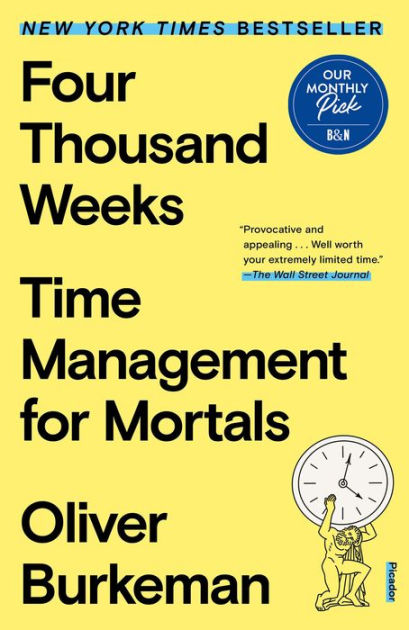 NEW YORK TIMES BESTSELLER
Four
Thousand
Weeks
OUR
MONTHLY
Pick
B&N
“Provocative and
appealing . . . Well worth
your extremely limited time.”
—The Wall Street Journal
Time
Management
for Mortals
Oliver
Burkeman
Picador